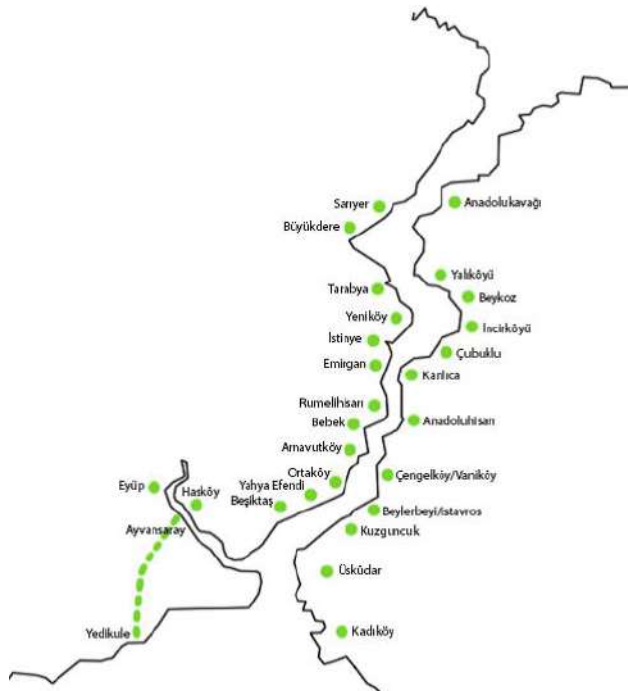 Sarıyer
Anadolukavağı
Büyükdere
Yalıköyü
Tarabya
Beykoz
Yeniköy
İncirköyü
İstinye
Çubuklu
Emirgan
Kanlıca
Rumelihisarı
Bebek
Anadoluhisarı
Arnavutköy
Ortaköy
Çengelköy/Vaniköy
Eyüp
Hasköy
Yahya Efendi
Beşiktaş
Beylerbeyi/istavros
Ayvansaray
Kuzguncuk
Üsküdar
Yedikule
Kadıköy